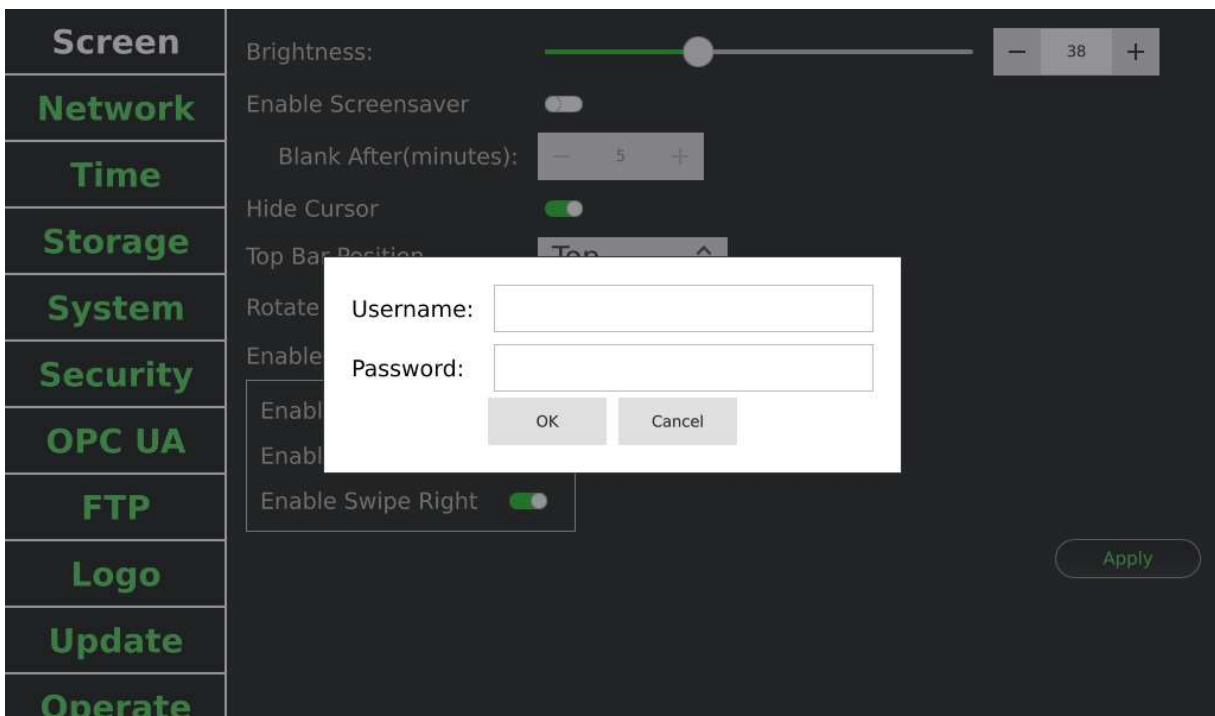 Screen
Network
Time
Storage
System
Security
OPC UA
FTP
Logo
Update
Operate
Brightness:
38
Enable Screensaver
Blank After(minutes):
5
Hide Cursor
Top Bar Position
Top
Rotate
Enable
Username:
Password:
OK
Cancel
Enable Swipe Right
Apply